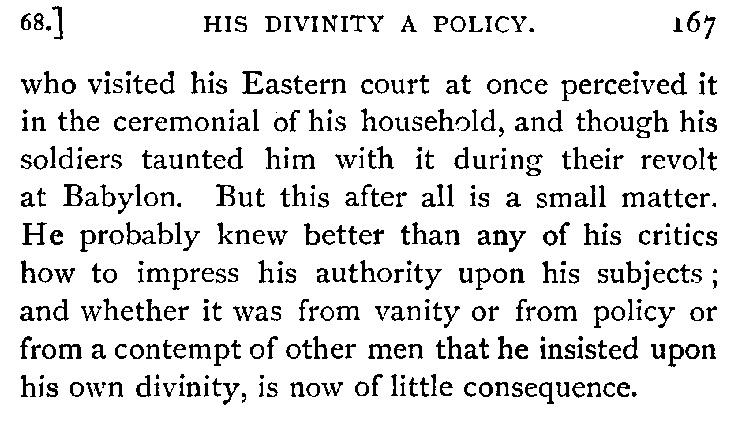 68.] HIS DIVINITY A POLICY. 167
who visited his Eastern court at once perceived it
in the ceremonial of his household, and though his
soldiers taunted him with it during their revolt
at Babylon. But this after all is a small matter.
He probably knew better than any of his critics
how to impress his authority upon his subjects ;
and whether it was from vanity or from policy or
from a contempt of other men that he insisted upon
his own divinity, is now of little consequence.